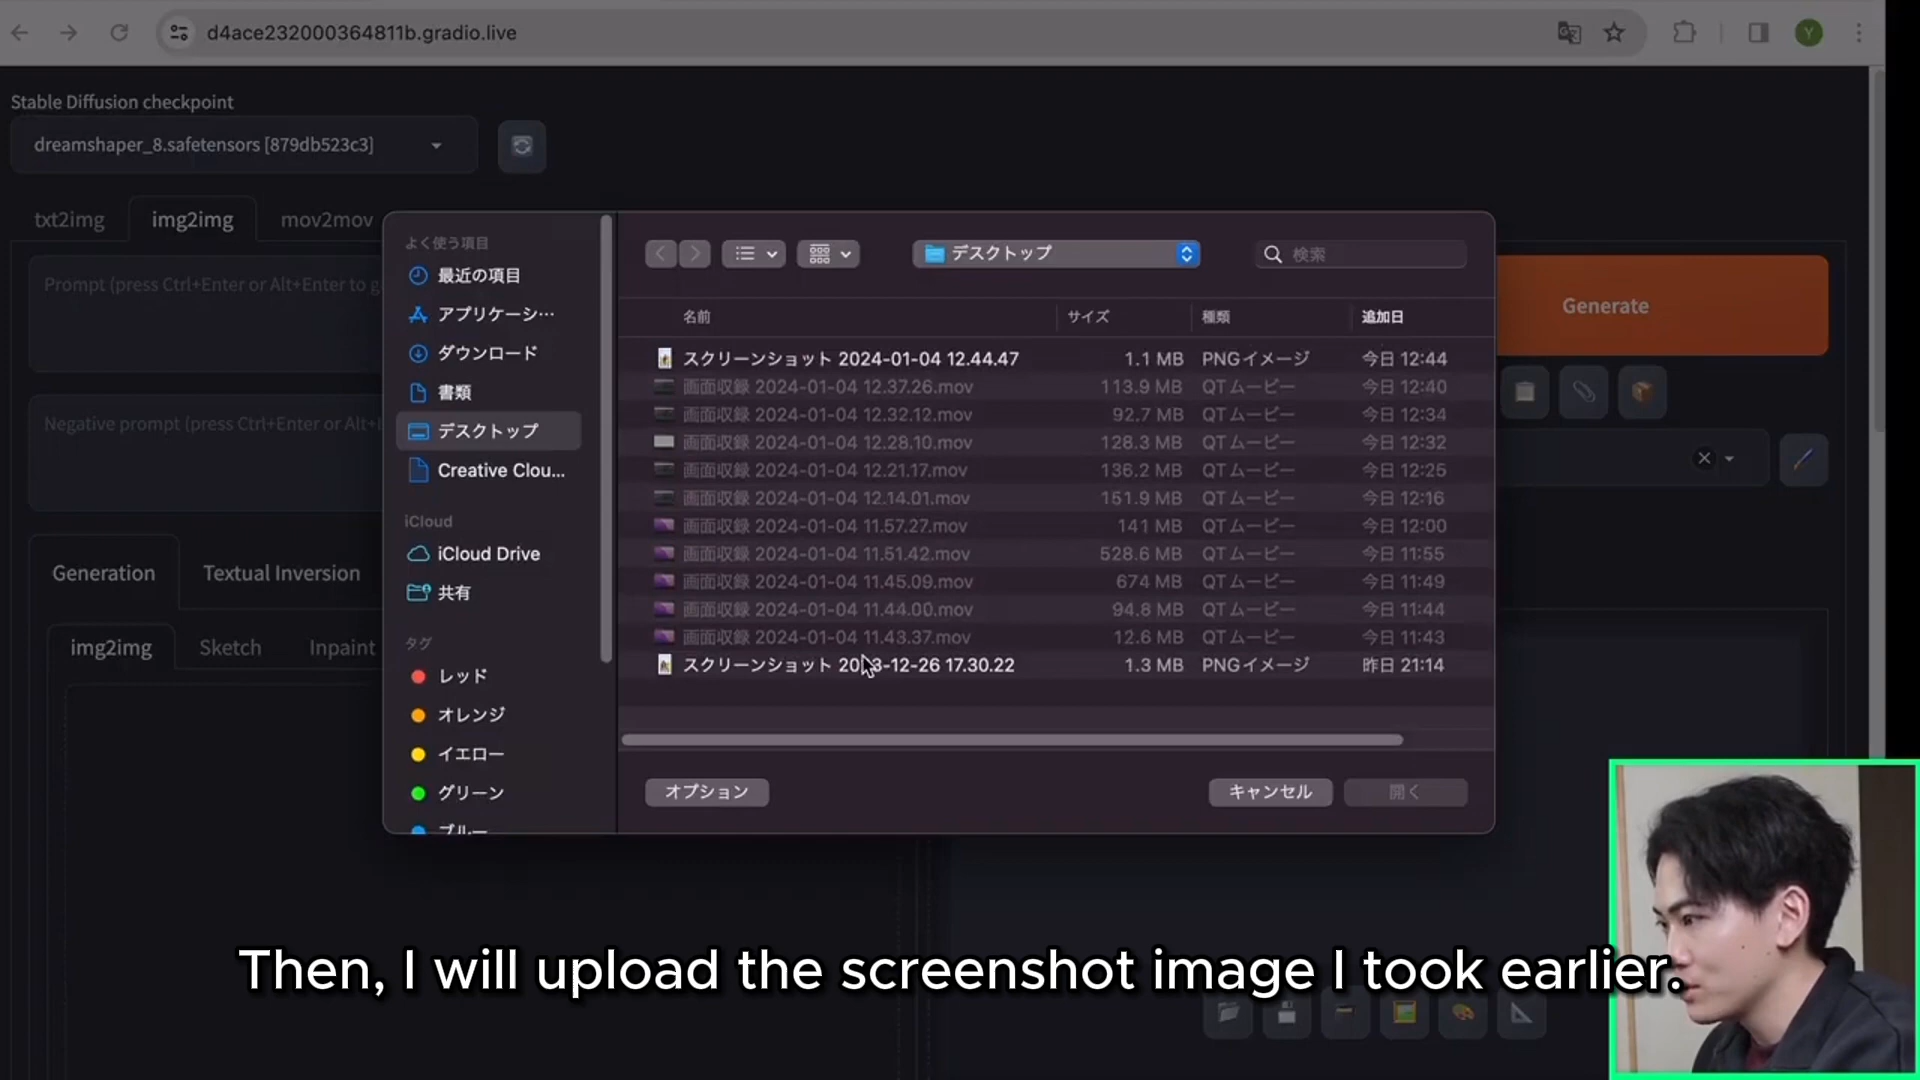 d4ace232000364811b.gradio.live
Y
Stable Diffusion checkpoint
dreamshaper_8.safetensors [879db523c3]
txt2img
img2img
mov2mov
Prompt (press Ctrl+Enter or Alt+Enter to g
Negative prompt (press Ctrl+Enter or Alt+
Generate
Generation
Textual Inversion
img2img
Sketch
Inpaint
よく使う項目
最近の項目
アプリケーシ…
ダウンロード
書類
デスクトップ
Creative Clou...
iCloud
iCloud Drive
共有
タグ
レッド
オレンジ
イエロー
グリーン
ブルー
デスクトップ
検索
名前 サイズ 種類 追加日
スクリーンショット 2024-01-04 12.44.47 1.1 MB PNGイメージ 今日 12:44
画面収録 2024-01-04 12.37.26.mov 113.9 MB QTムービー 今日 12:40
画面収録 2024-01-04 12.32.12.mov 92.7 MB QTムービー 今日 12:34
画面収録 2024-01-04 12.28.10.mov 128.3 MB QTムービー 今日 12:32
画面収録 2024-01-04 12.21.17.mov 136.2 MB QTムービー 今日 12:25
画面収録 2024-01-04 12.14.01.mov 151.9 MB QTムービー 今日 12:16
画面収録 2024-01-04 11.57.27.mov 141 MB QTムービー 今日 12:00
画面収録 2024-01-04 11.51.42.mov 528.6 MB QTムービー 今日 11:55
画面収録 2024-01-04 11.45.09.mov 674 MB QTムービー 今日 11:49
画面収録 2024-01-04 11.44.00.mov 94.8 MB QTムービー 今日 11:44
画面収録 2024-01-04 11.43.37.mov 12.6 MB QTムービー 今日 11:43
スクリーンショット 2023-12-26 17.30.22 1.3 MB PNGイメージ 昨日 21:14
オプション
キャンセル
開く
Then, I will upload the screenshot image I took earlier.